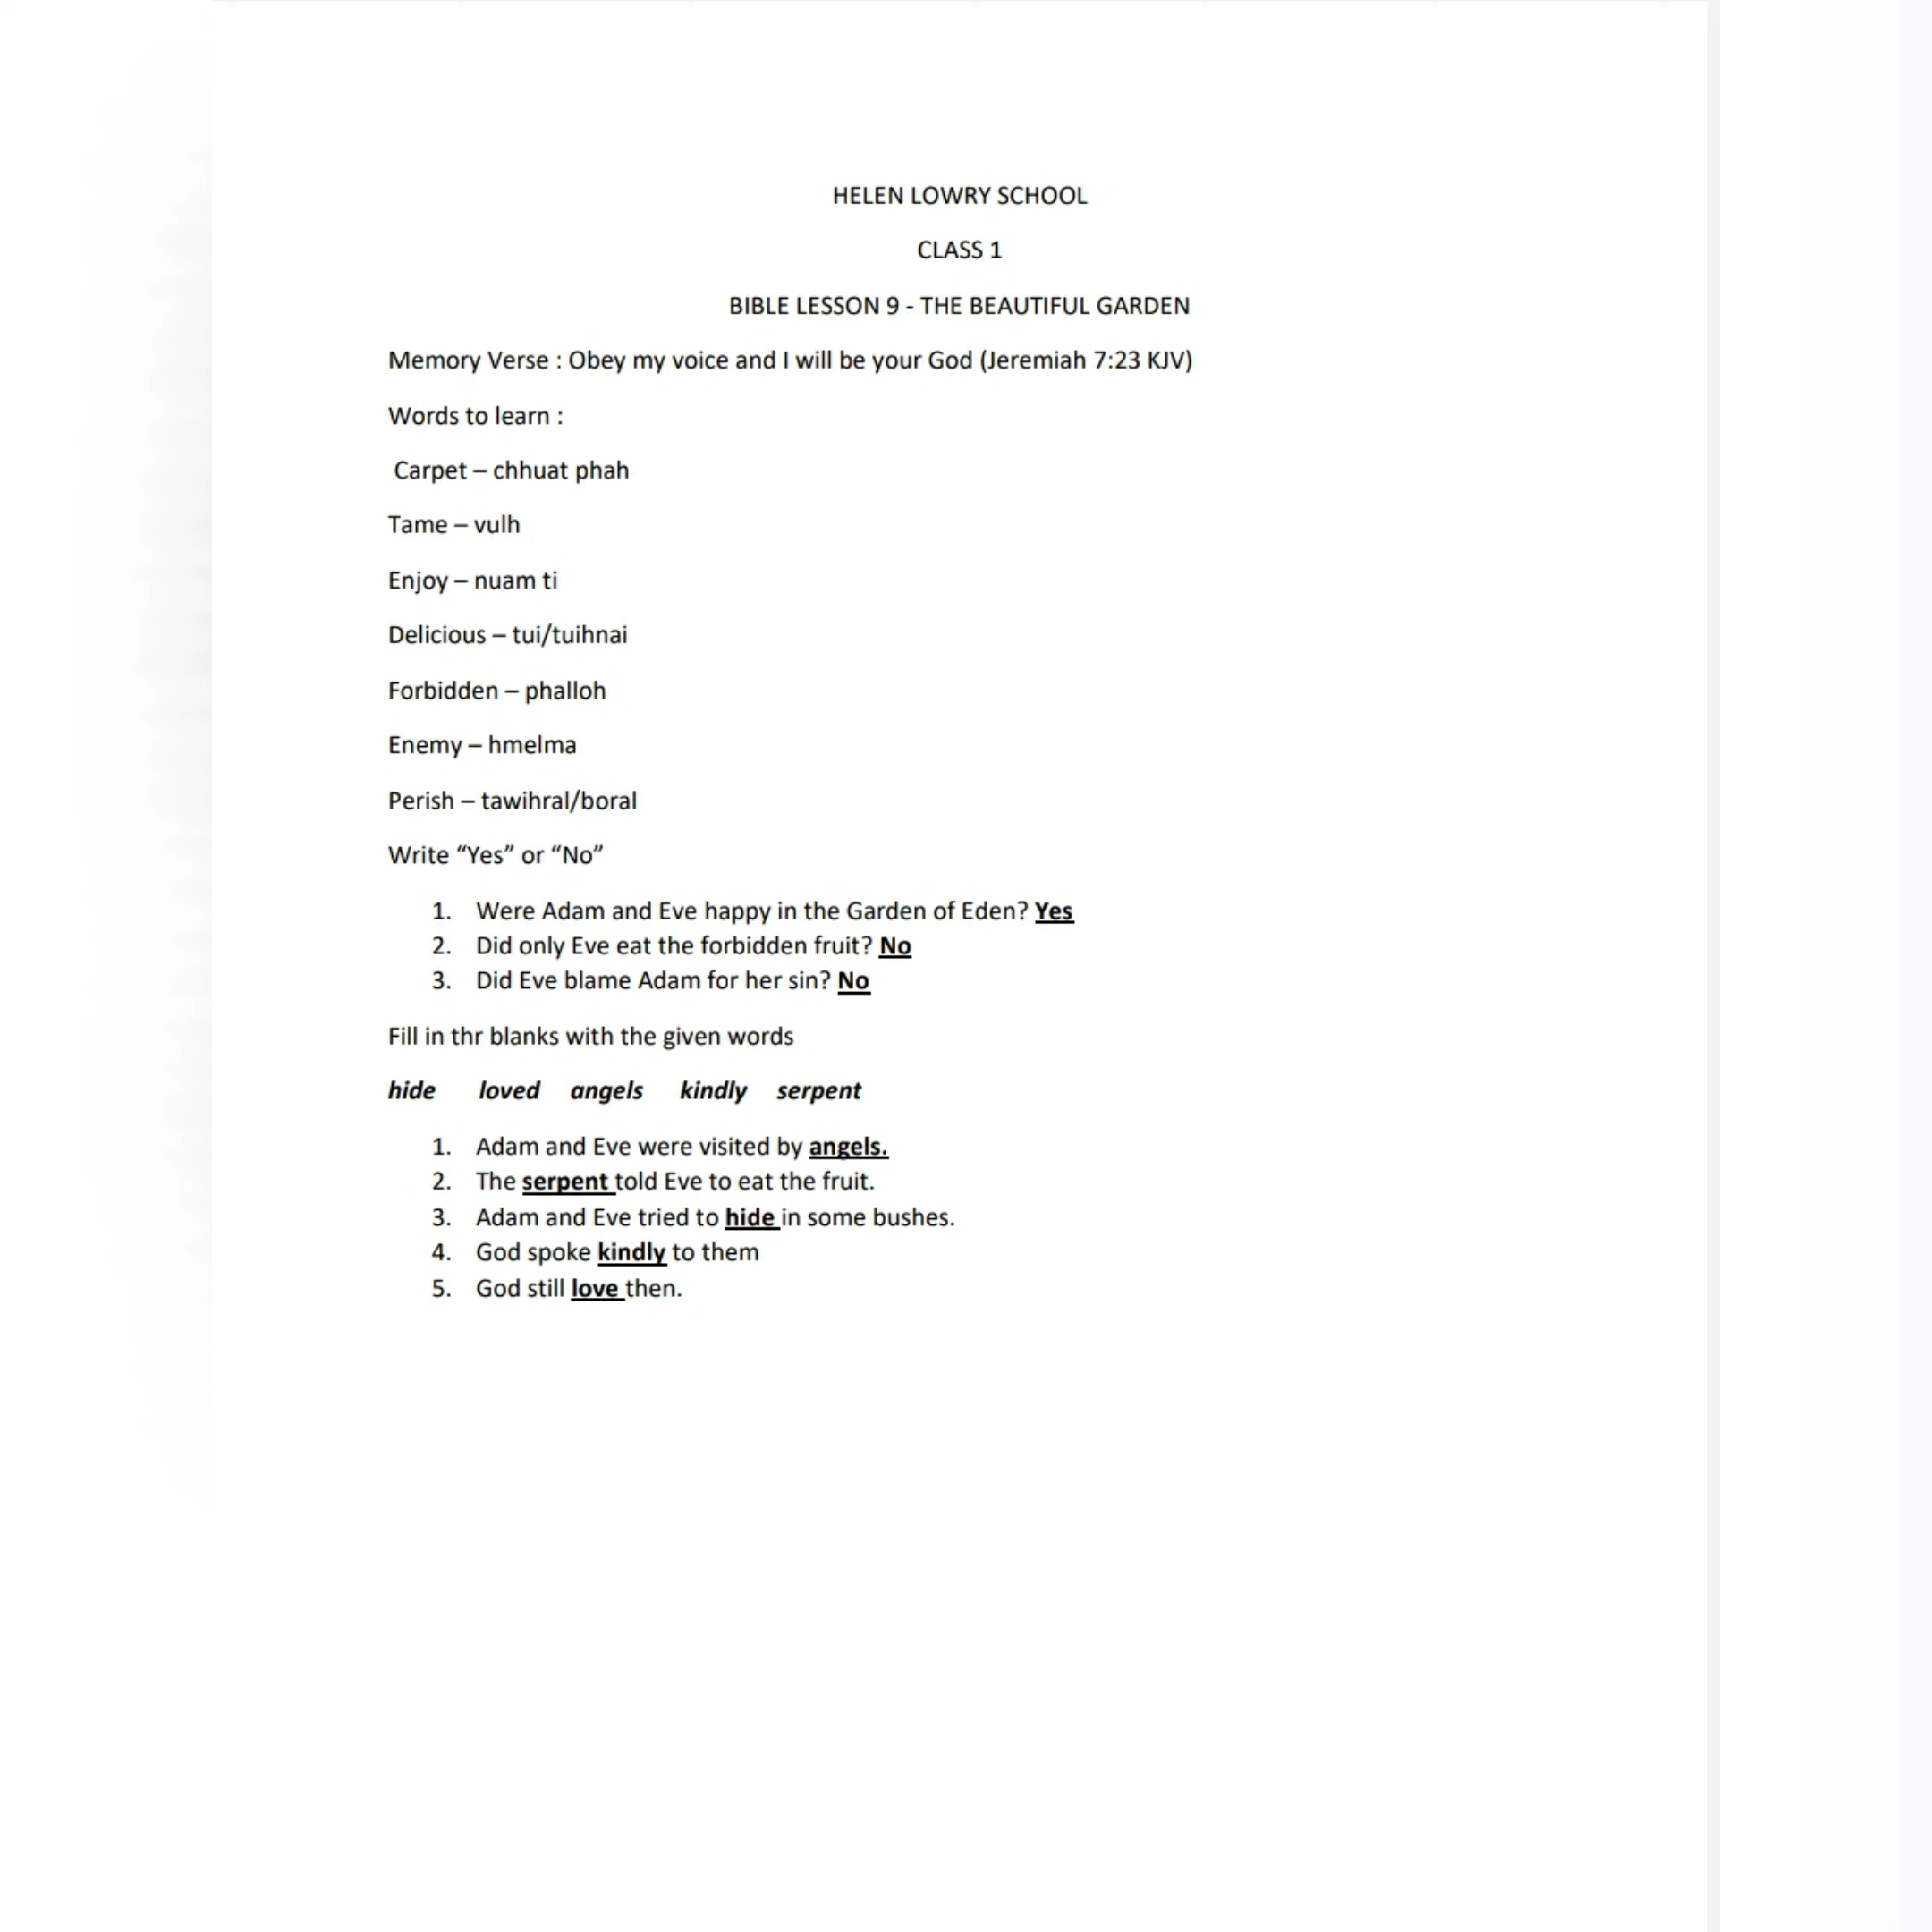 HELEN LOWRY SCHOOL
CLASS 1
BIBLE LESSON 9 - THE BEAUTIFUL GARDEN
Memory Verse : Obey my voice and I will be your God (Jeremiah 7:23 KJV)
Words to learn :
Carpet – chhuat phah
Tame – vulh
Enjoy – nuam ti
Delicious – tui/tuihnai
Forbidden – phalloh
Enemy – hmelma
Perish – tawihral/boral
Write “Yes” or “No”
1. Were Adam and Eve happy in the Garden of Eden? Yes
2. Did only Eve eat the forbidden fruit? No
3. Did Eve blame Adam for her sin? No
Fill in thr blanks with the given words
hide loved angels kindly serpent
1. Adam and Eve were visited by angels.
2. The serpent told Eve to eat the fruit.
3. Adam and Eve tried to hide in some bushes.
4. God spoke kindly to them
5. God still love then.